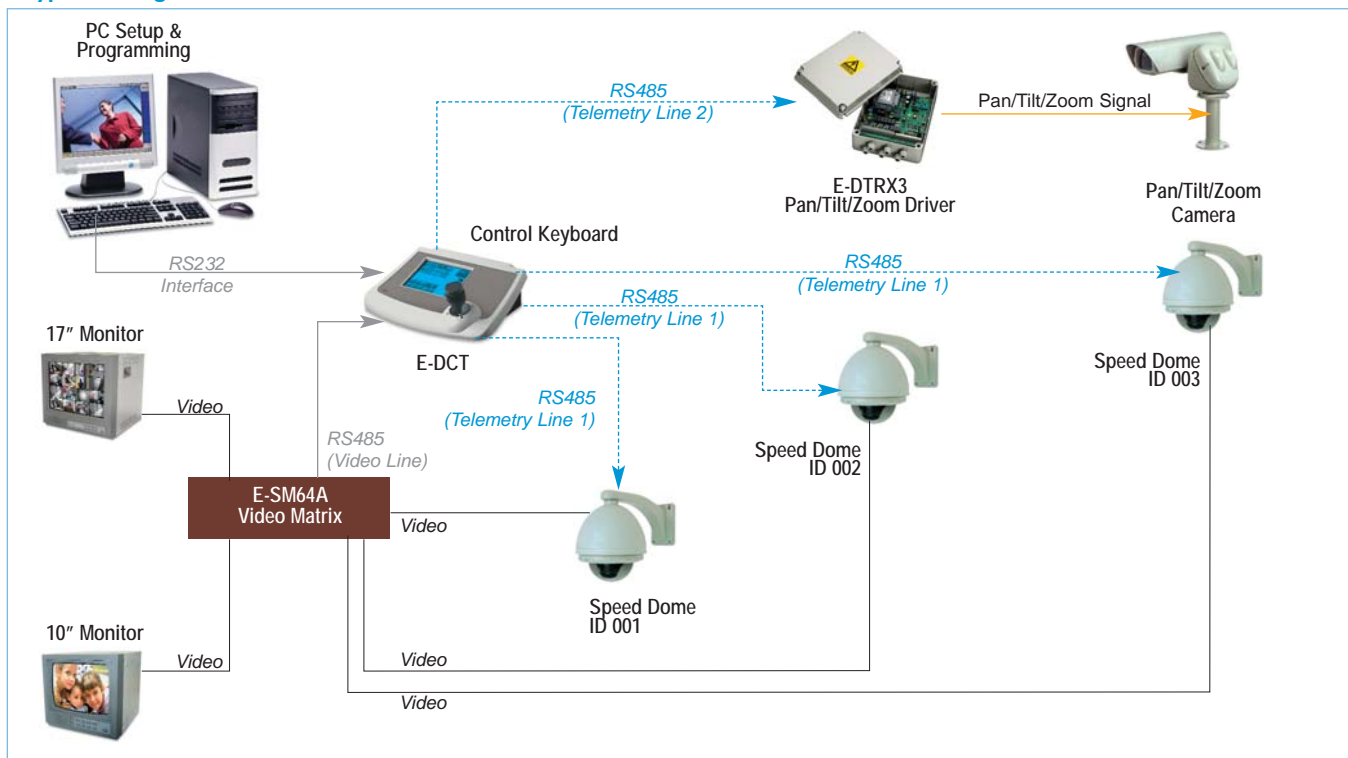 PC Setup &
Programming
RS485
(Telemetry Line 2)
Pan/Tilt/Zoom Signal
E-DTRX3
Pan/Tilt/Zoom Driver
Pan/Tilt/Zoom
Camera
Control Keyboard
RS232
Interface
RS485
(Telemetry Line 1)
RS485
(Telemetry Line 1)
17" Monitor
E-DCT
Speed Dome
ID 003
RS485
(Telemetry Line 1)
Video
RS485
(Video Line)
Speed Dome
ID 002
E-SM64A
Video Matrix
Video
Speed Dome
ID 001
10" Monitor
Video
Video
Video